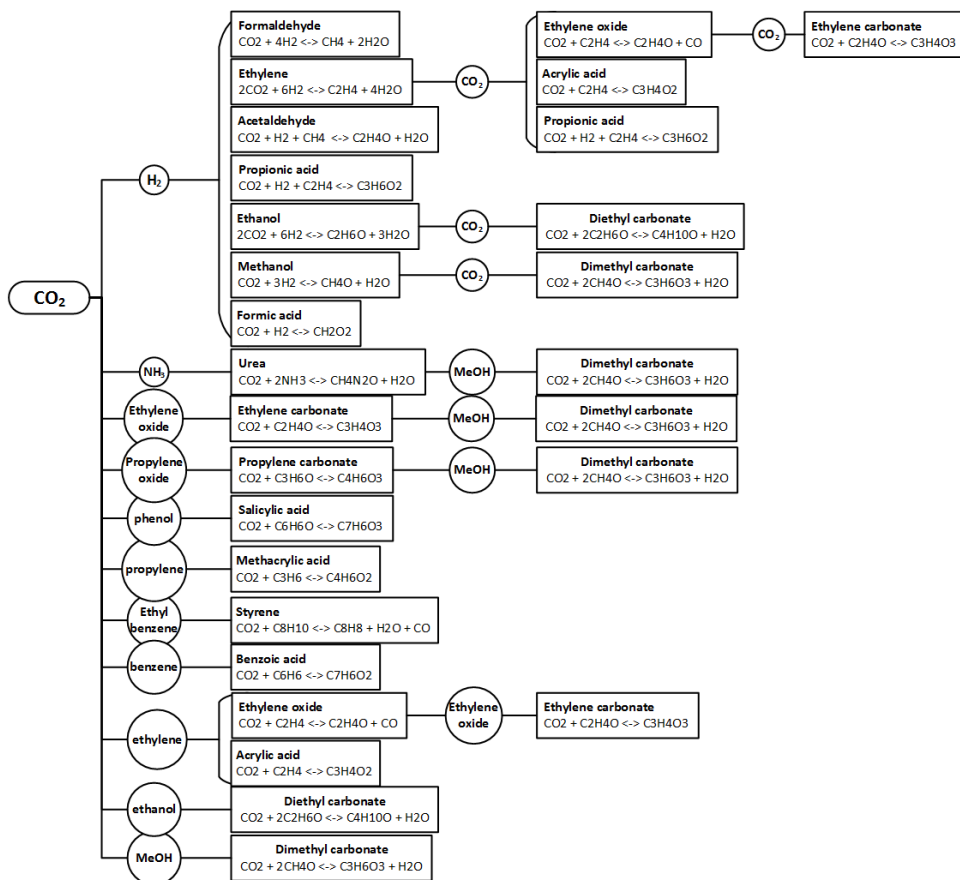 Formaldehyde
CO2 + 4H2 <-> CH4 + 2H2O
Ethylene oxide
CO2 + C2H4 <-> C2H4O + CO
CO₂
Ethylene carbonate
CO2 + C2H4O <-> C3H4O3
Ethylene
2CO2 + 6H2 <-> C2H4 + 4H2O
CO₂
Acrylic acid
CO2 + C2H4 <-> C3H4O2
Acetaldehyde
CO2 + H2 + CH4 <-> C2H4O + H2O
Propionic acid
CO2 + H2 + C2H4 <-> C3H6O2
H₂
Propionic acid
CO2 + H2 + C2H4 <-> C3H6O2
Ethanol
2CO2 + 6H2 <-> C2H6O + 3H2O
CO₂
Diethyl carbonate
CO2 + 2C2H6O <-> C4H10O + H2O
Methanol
CO2 + 3H2 <-> CH4O + H2O
CO₂
Dimethyl carbonate
CO2 + 2CH4O <-> C3H6O3 + H2O
CO₂
Formic acid
CO2 + H2 <-> CH2O2
NH₃
Urea
CO2 + 2NH3 <-> CH4N2O + H2O
MeOH
Dimethyl carbonate
CO2 + 2CH4O <-> C3H6O3 + H2O
Ethylene
oxide
Ethylene carbonate
CO2 + C2H4O <-> C3H4O3
MeOH
Dimethyl carbonate
CO2 + 2CH4O <-> C3H6O3 + H2O
Propylene
oxide
Propylene carbonate
CO2 + C3H6O <-> C4H6O3
MeOH
Dimethyl carbonate
CO2 + 2CH4O <-> C3H6O3 + H2O
phenol
Salicylic acid
CO2 + C6H6O <-> C7H6O3
propylene
Methacrylic acid
CO2 + C3H6 <-> C4H6O2
Ethyl
benzene
Styrene
CO2 + C8H10 <-> C8H8 + H2O + CO
benzene
Benzoic acid
CO2 + C6H6 <-> C7H6O2
ethylene
Ethylene oxide
CO2 + C2H4 <-> C2H4O + CO
Ethylene
oxide
Ethylene carbonate
CO2 + C2H4O <-> C3H4O3
Acrylic acid
CO2 + C2H4 <-> C3H4O2
ethanol
Diethyl carbonate
CO2 + 2C2H6O <-> C4H10O + H2O
MeOH
Dimethyl carbonate
CO2 + 2CH4O <-> C3H6O3 + H2O